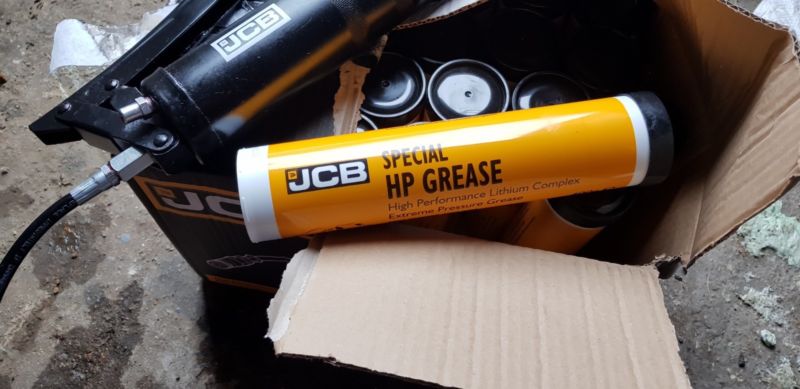 JCB
JCB
SPECIAL
HP GREASE
High Performance Lithium Complex
Extreme Pressure Grease
JCB